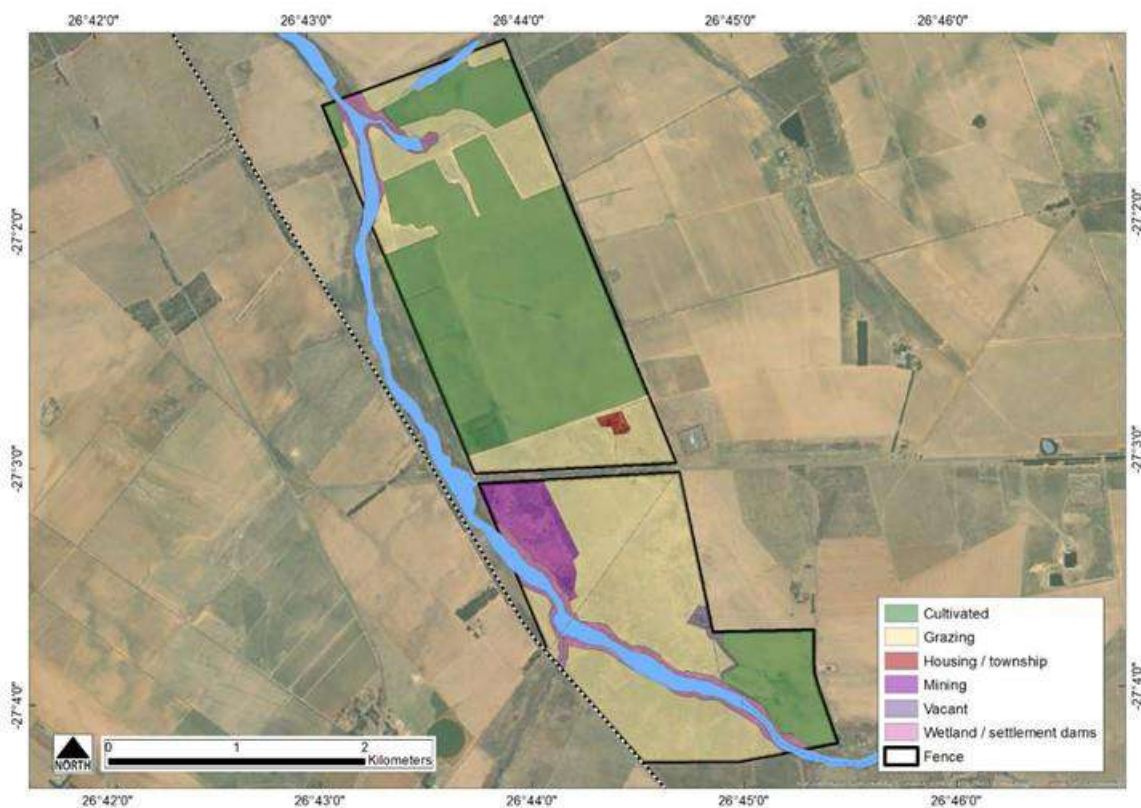 26°42'0" 26°43'0" 26°44'0" 26°45'0" 26°46'0"
-27°2'0" -27°2'0"
-27°3'0" -27°3'0"
-27°4'0" -27°4'0"
Cultivated
Grazing
Housing / township
Mining
Vacant
Wetland / settlement dams
Fence
NORTH
0 1 2
Kilometers
26°42'0" 26°43'0" 26°44'0" 26°45'0" 26°46'0"